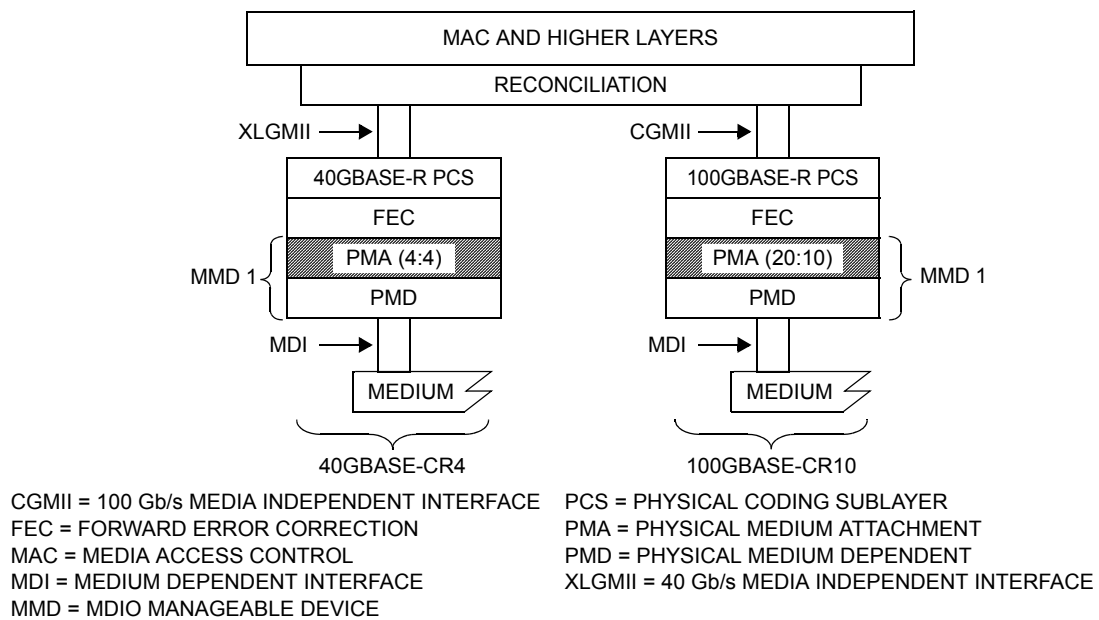 MAC AND HIGHER LAYERS
RECONCILIATION
XLGMII
CGMII
40GBASE-R PCS
100GBASE-R PCS
FEC
FEC
MMD 1
PMA (4:4)
PMA (20:10)
MMD 1
PMD
PMD
MDI
MDI
MEDIUM
MEDIUM
40GBASE-CR4
100GBASE-CR10
CGMII = 100 Gb/s MEDIA INDEPENDENT INTERFACE
FEC = FORWARD ERROR CORRECTION
MAC = MEDIA ACCESS CONTROL
MDI = MEDIUM DEPENDENT INTERFACE
MMD = MDIO MANAGEABLE DEVICE
PCS = PHYSICAL CODING SUBLAYER
PMA = PHYSICAL MEDIUM ATTACHMENT
PMD = PHYSICAL MEDIUM DEPENDENT
XLGMII = 40 Gb/s MEDIA INDEPENDENT INTERFACE